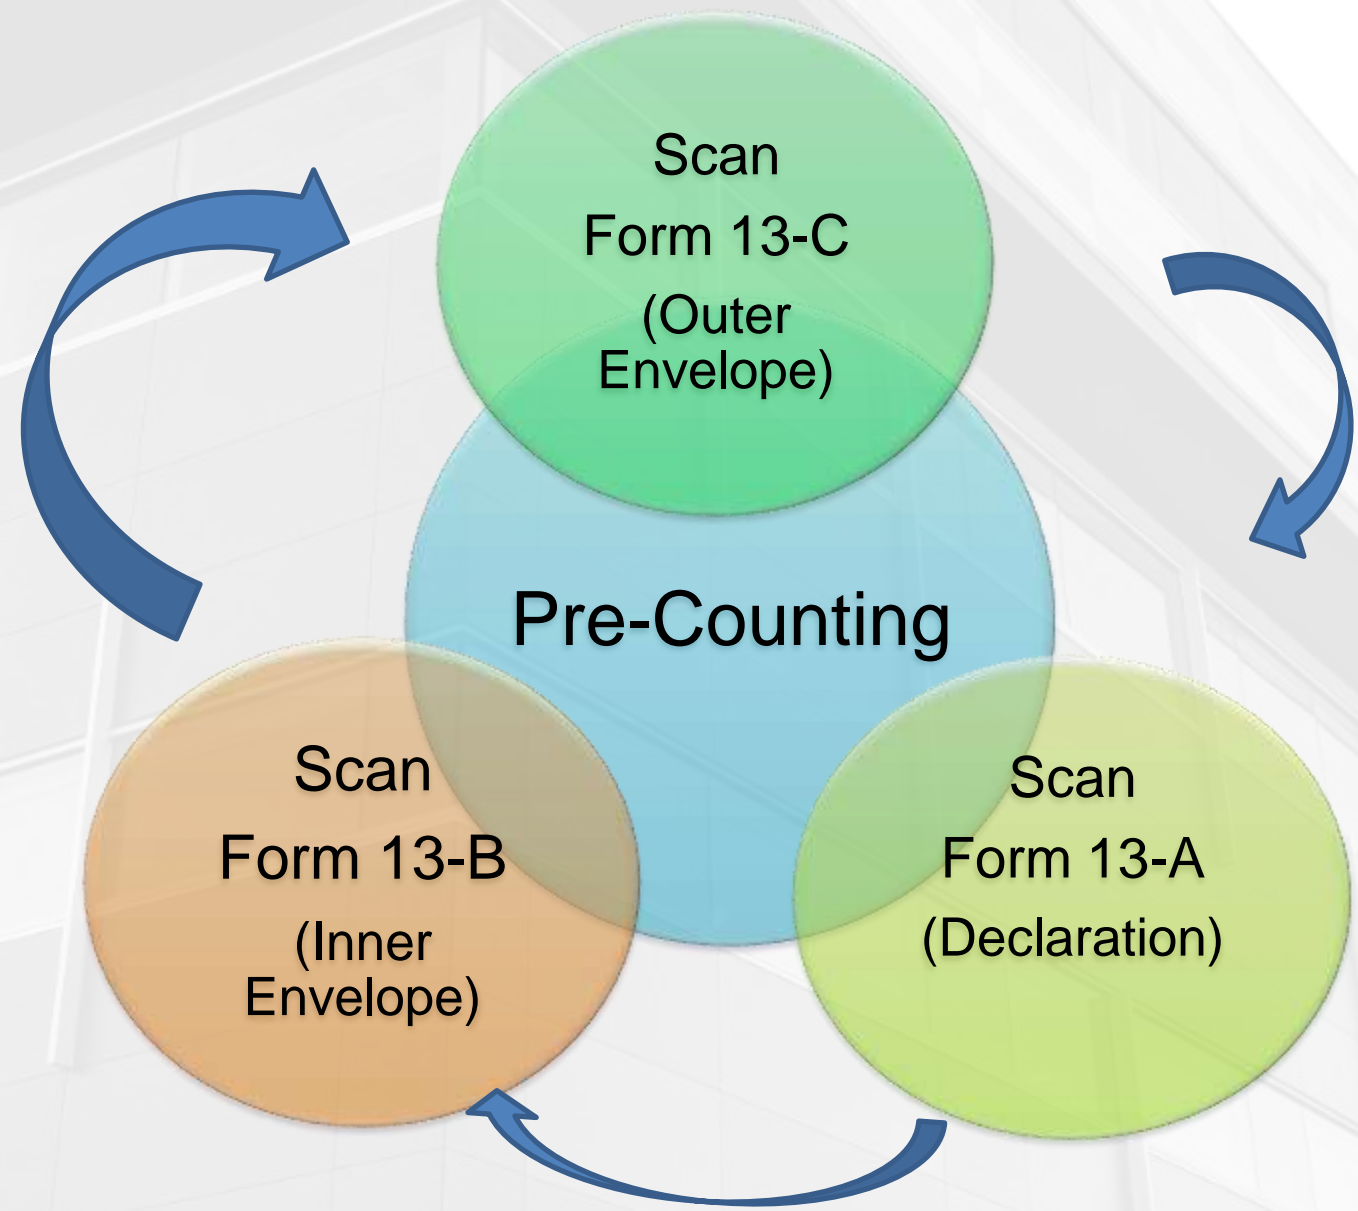 Scan
Form 13-C
(Outer
Envelope)
Pre-Counting
Scan
Form 13-B
(Inner
Envelope)
Scan
Form 13-A
(Declaration)